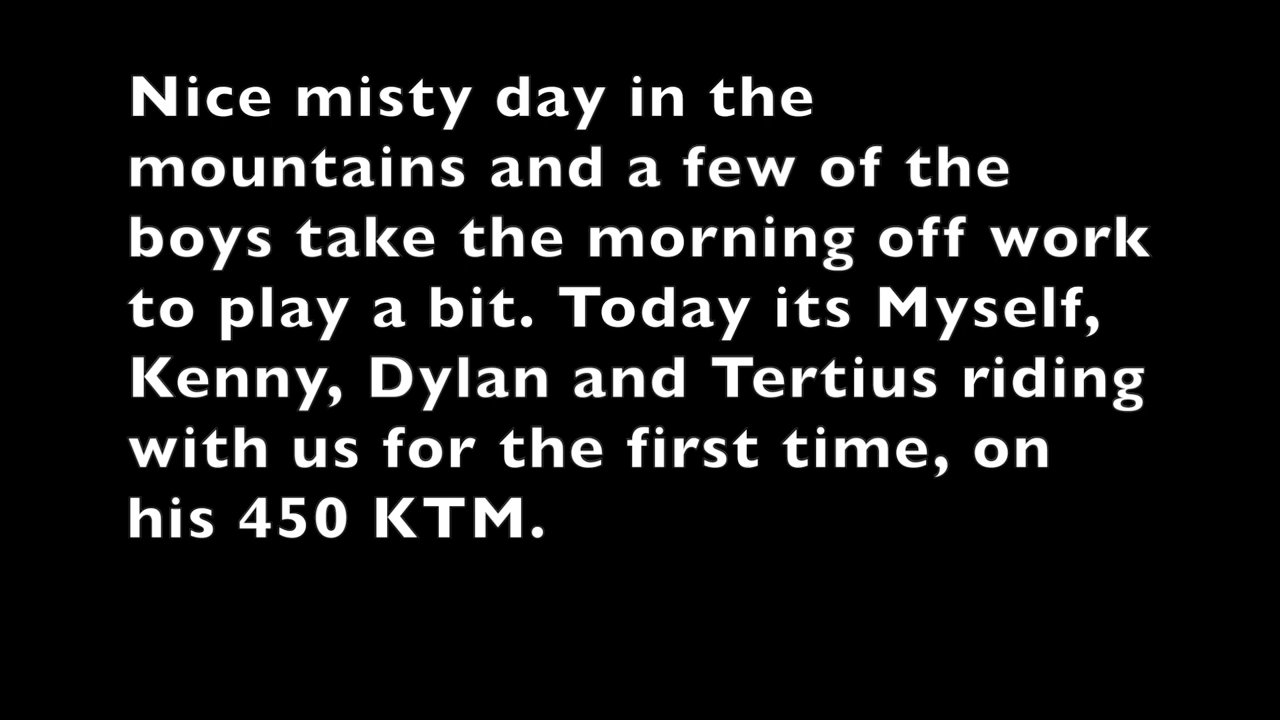 Nice misty day in the
mountains and a few of the
boys take the morning off work
to play a bit. Today its Myself,
Kenny, Dylan and Tertius riding
with us for the first time, on
his 450 KTM.